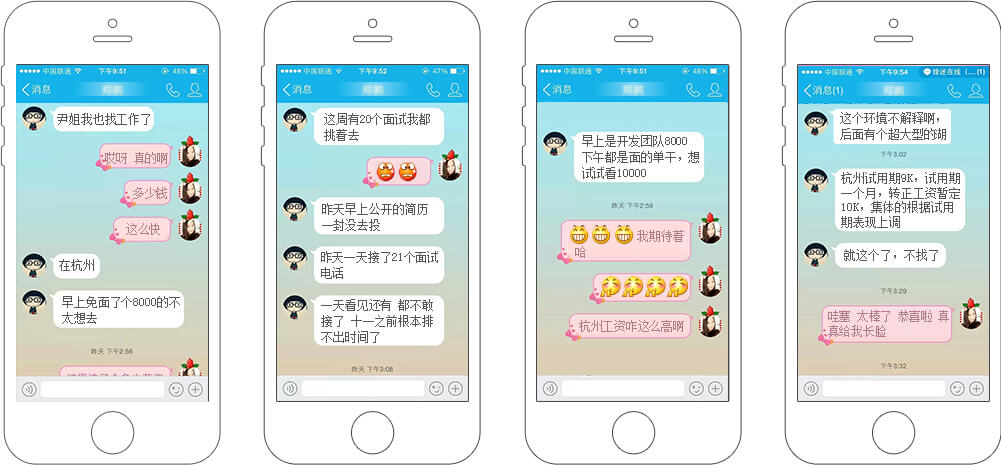 中国联通
下午9:51
48%
消息
尹姐我也找工作了
哎呀 真的啊
多少钱
这么快
在杭州
早上免面了个8000的不
太想去
昨天 下午2:56
中国联通
下午9:52
47%
消息
这周有20个面试我都
挑着去
昨天早上公开的简历
一封没去投
昨天一天接了21个面试
电话
一天看见还有 都不敢
接了 十一之前根本排
不出时间了
昨天 下午3:08
中国联通
下午9:51
48%
消息
早上是开发团队8000
下午都是面的单干，想
试试看10000
昨天 下午2:59
我期待着
哈
杭州工资咋这么高啊
中国联通
下午9:54
锋迷在线 (... (1)
消息(1)
这个环境不解释啊，
后面有个超大型的湖
下午3:02
杭州试用期9K，试用期
一个月，转正工资暂定
10K，集体的根据试用
期表现上调
就这个了，不找了
下午3:29
哇塞 太棒了 恭喜啦 真
真给我长脸
下午3:32